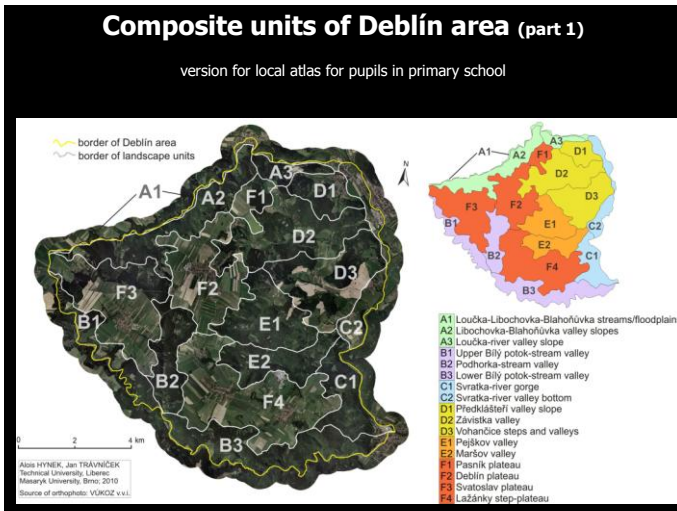 Composite units of Deblín area (part 1)
version for local atlas for pupils in primary school
border of Deblín area
border of landscape units
N
A1
A2
A3
F1
D1
D2
D3
F2
F3
B1
E1
C2
E2
B2
C1
F4
B3
0 2 4 km
Alois HYNEK, Jan TRÁVNÍČEK
Technical University, Liberec
Masaryk University, Brno; 2010
Source of orthophoto: VÚKOZ v.v.i.
A1
A2
A3
F1
D1
D2
D3
F3
F2
B1
E1
C2
E2
B2
C1
F4
B3
A1 Loučka-Libochovka-Blahoňůvka streams/floodplain
A2 Libochovka-Blahoňůvka valley slopes
A3 Loučka-river valley slope
B1 Upper Bílý potok-stream valley
B2 Podhorka-stream valley
B3 Lower Bílý potok-stream valley
C1 Svratka-river gorge
C2 Svratka-river valley bottom
D1 Předklášteří valley slope
D2 Závistka valley
D3 Vohančice steps and valleys
E1 Pejškov valley
E2 Maršov valley
F1 Pasník plateau
F2 Deblín plateau
F3 Svatoslav plateau
F4 Lažánky step-plateau